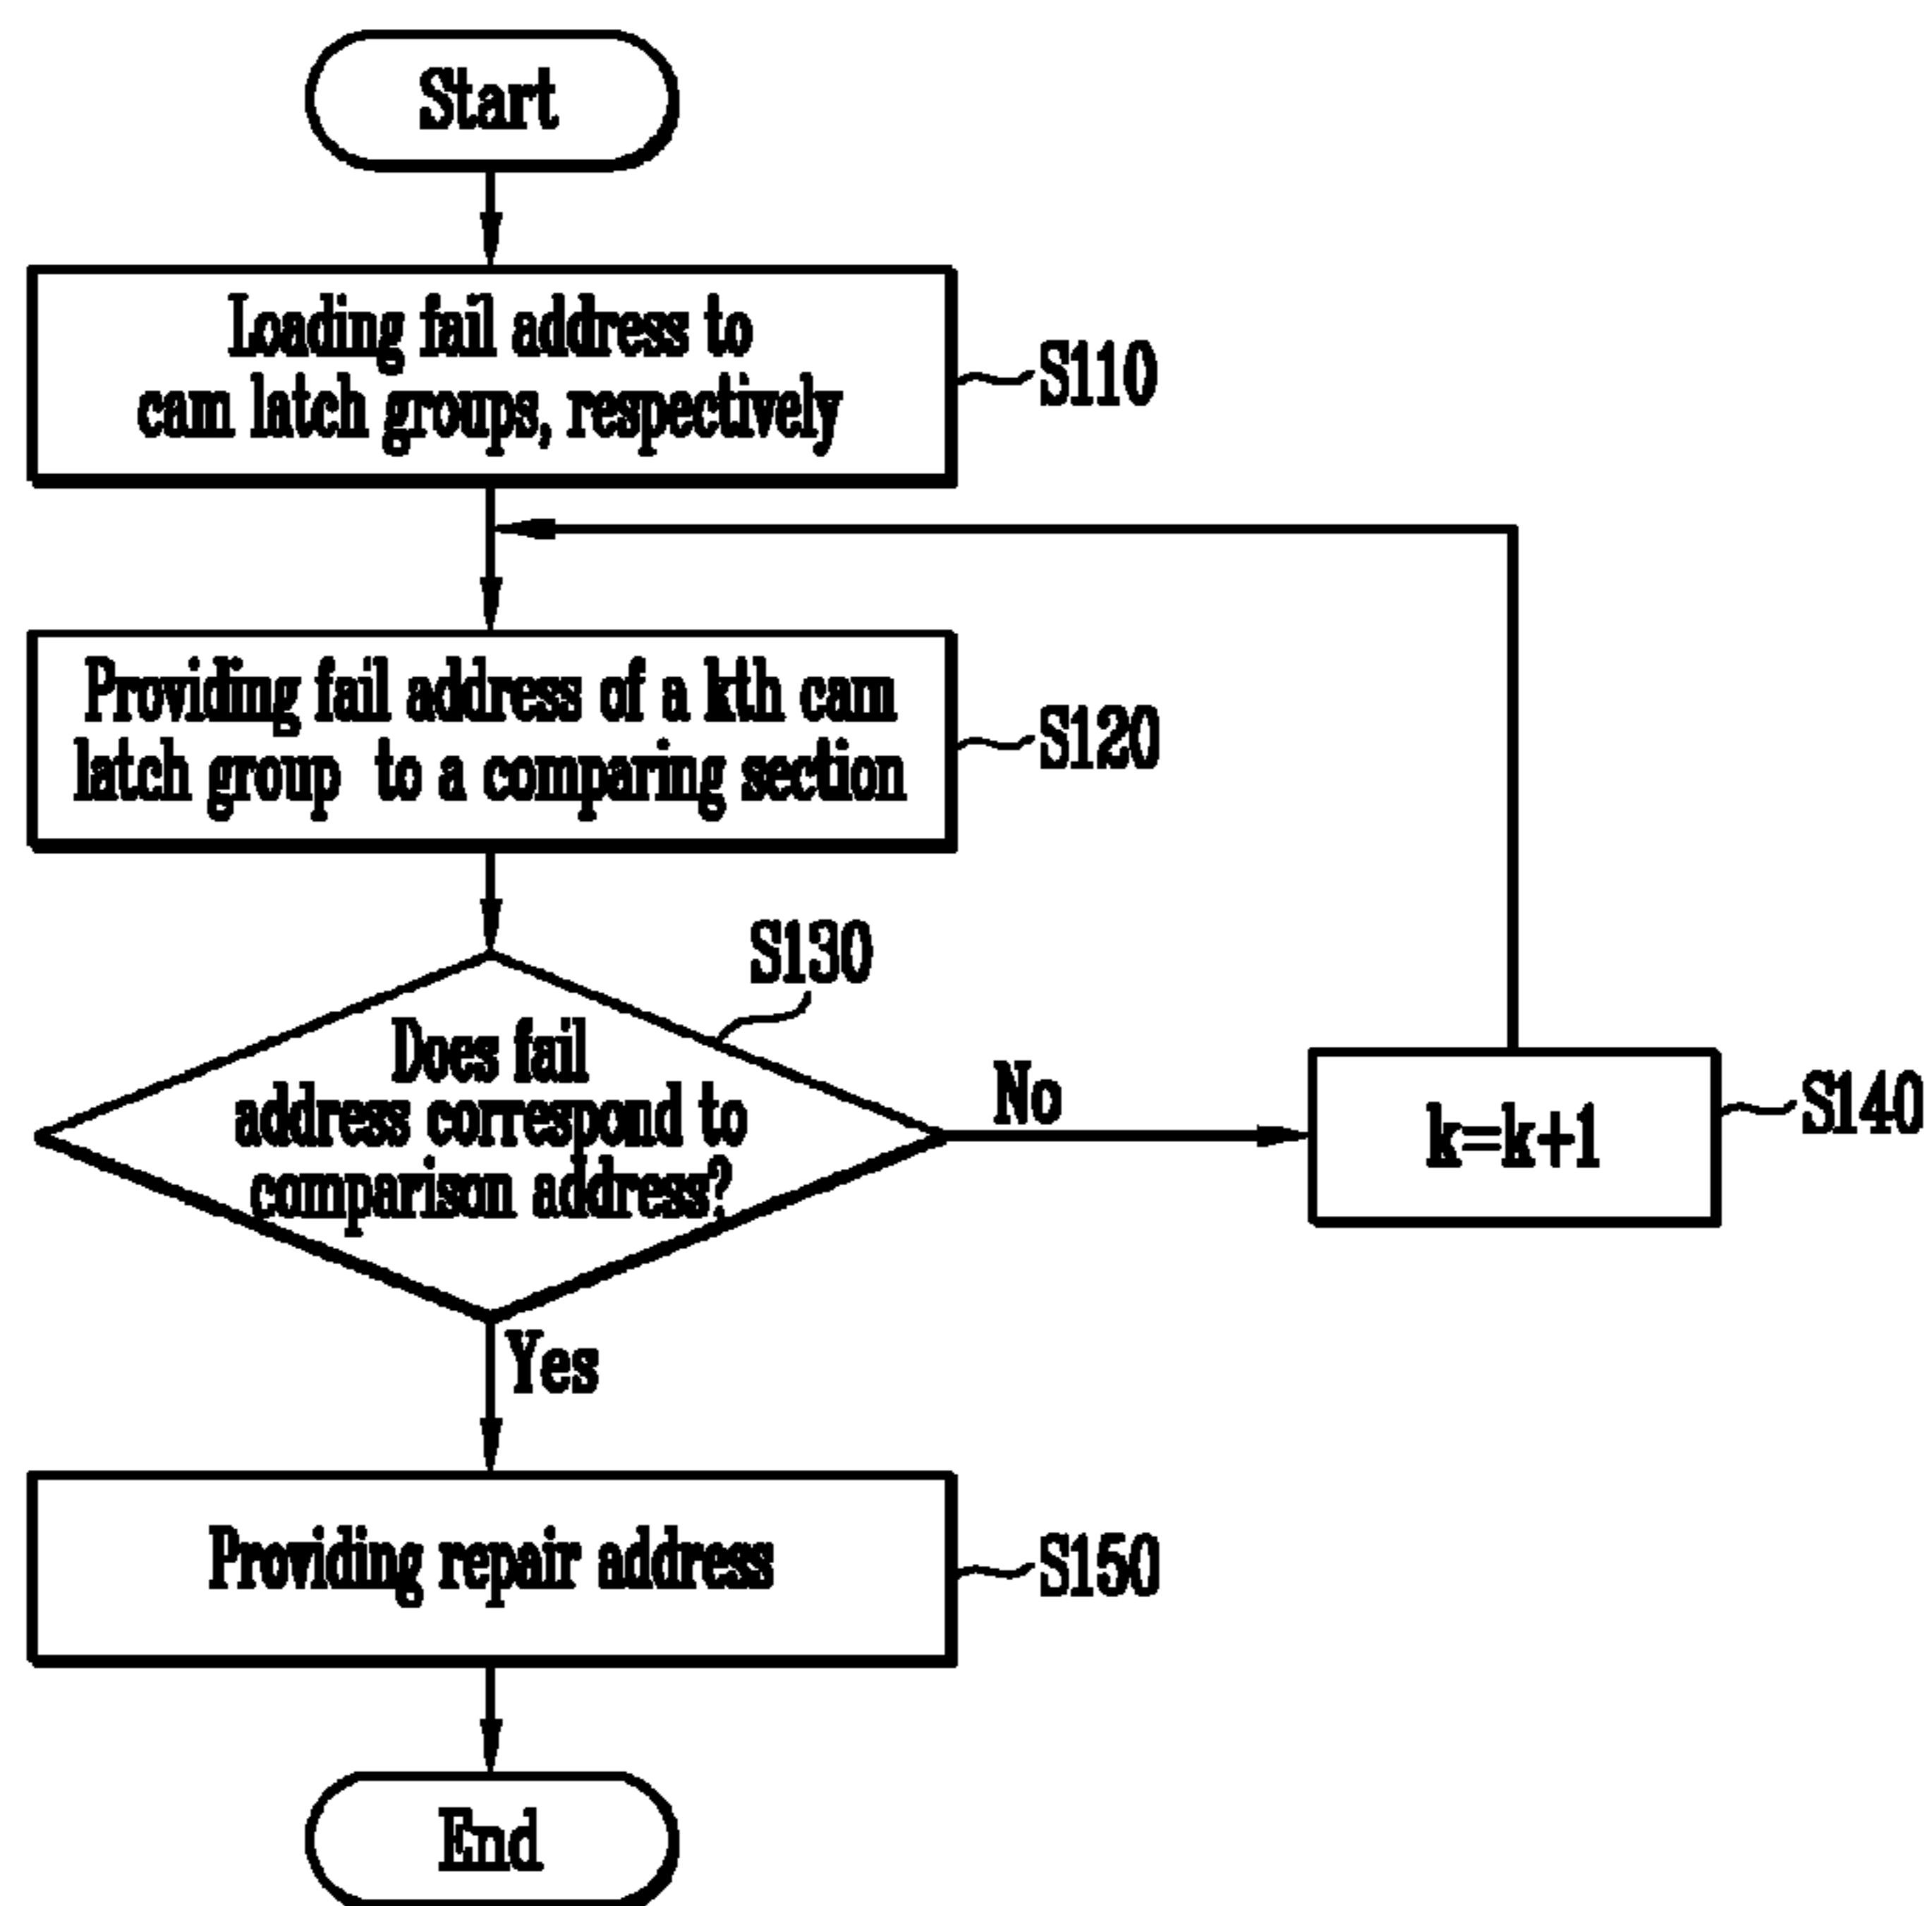 Start
Loading fail address to
cam latch groups, respectively
S110
Providing fail address of a kth cam
latch group to a comparing section
S120
S130
Does fail
address correspond to
comparison address?
No
k=k+1
S140
Yes
Providing repair address
S150
End